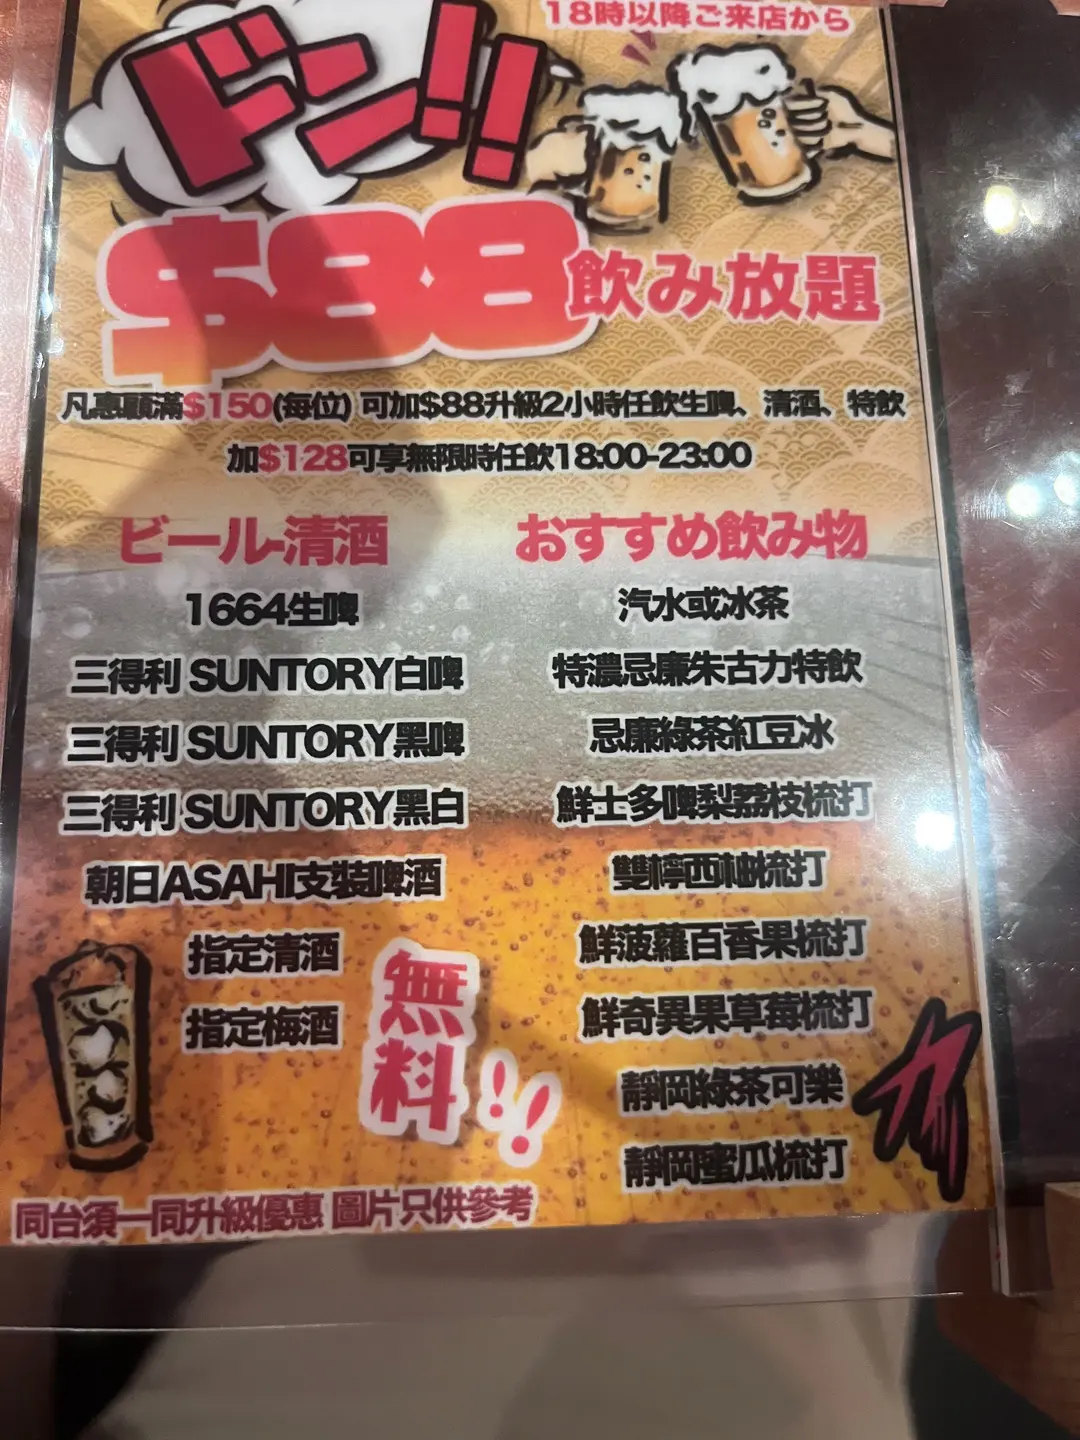 18時以降ご来店から
ドン!!
$88飲み放題
凡惠顧滿$150(每位) 可加$88升級2小時任飲生啤、清酒、特飲
加$128可享無限時任飲18:00-23:00
ビール-清酒
1664生啤
三得利 SUNTORY白啤
三得利 SUNTORY黑啤
三得利 SUNTORY黑白
朝日ASAHI支裝啤酒
指定清酒
指定梅酒
無料!!
おすすめ飲み物
汽水或冰茶
特濃忌廉朱古力特飲
忌廉綠茶紅豆冰
鮮士多啤梨荔枝梳打
雙檸西柚梳打
鮮菠蘿百香果梳打
鮮奇異果草莓梳打
靜岡綠茶可樂
靜岡蜜瓜梳打
同台須一同升級優惠 圖片只供參考